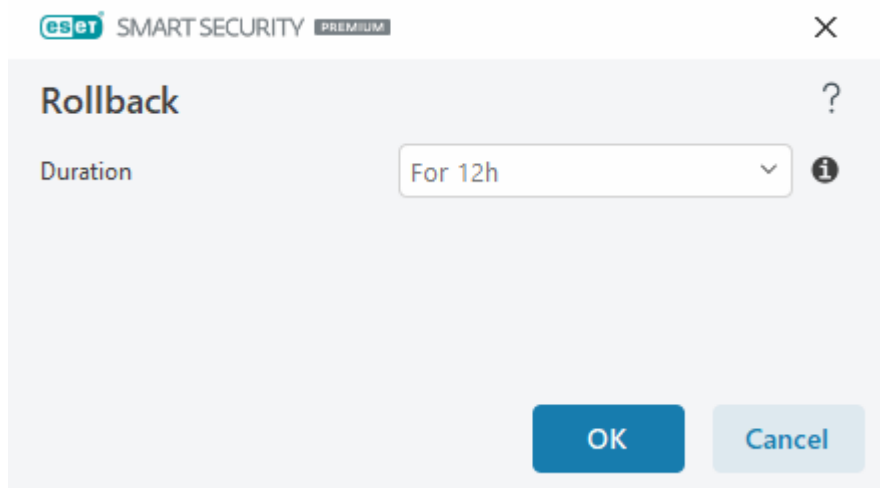 eset SMART SECURITY PREMIUM
Rollback ?
Duration For 12h
OK Cancel